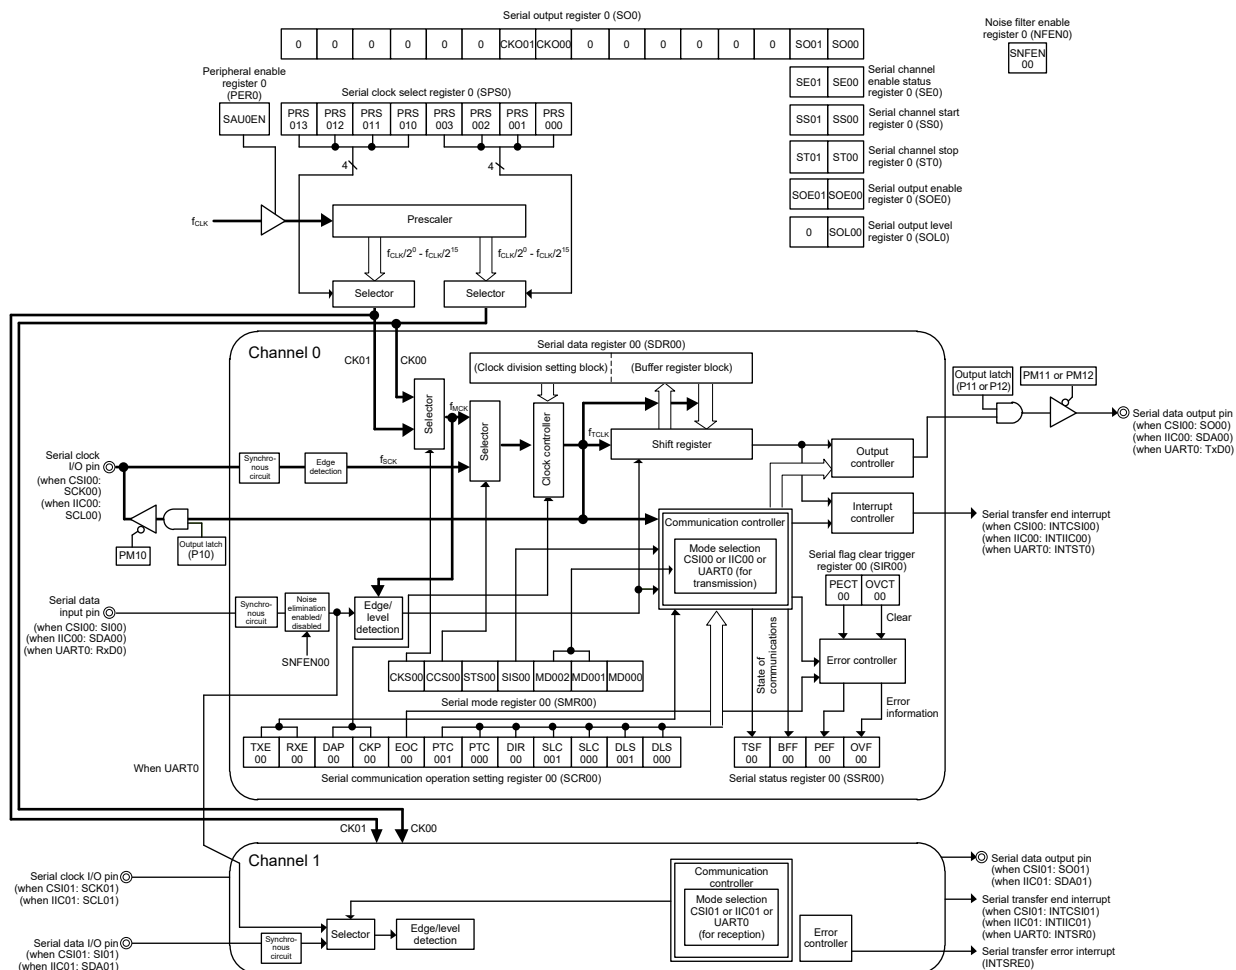 Serial output register 0 (SO0)
0 0 0 0 0 0 CKO01 CKO00 0 0 0 0 0 0 SO01 SO00
Noise filter enable
register 0 (NFEN0)
SNFEN
00
Peripheral enable
register 0
(PER0)
SAU0EN
Serial clock select register 0 (SPS0)
PRS PRS PRS PRS PRS PRS PRS PRS
013 012 011 010 003 002 001 000
SE01 SE00
Serial channel
enable status
register 0 (SE0)
SS01 SS00
Serial channel start
register 0 (SS0)
ST01 ST00
Serial channel stop
register 0 (ST0)
SOE01 SOE00
Serial output enable
register 0 (SOE0)
0 SOL00
Serial output level
register 0 (SOL0)
4 4
fCLK
Prescaler
fCLK/2⁰ - fCLK/2¹⁵ fCLK/2⁰ - fCLK/2¹⁵
Selector Selector
Channel 0
CK01 CK00
Serial data register 00 (SDR00)
(Clock division setting block) (Buffer register block)
Selector
fMCK
Selector
Clock controller
fTCLK
Shift register
Output latch
(P11 or P12)
PM11 or PM12
Serial data output pin
(when CSI00: SO00)
(when IIC00: SDA00)
(when UART0: TxD0)
Output
controller
Serial clock
I/O pin
(when CSI00:
SCK00)
(when IIC00:
SCL00)
Synchro-
nous
circuit
Edge
detection
fSCK
PM10
Output latch
(P10)
Communication controller
Mode selection
CSI00 or IIC00 or
UART0 (for
transmission)
Interrupt
controller
Serial transfer end interrupt
(when CSI00: INTCSI00)
(when IIC00: INTIIC00)
(when UART0: INTST0)
Serial flag clear trigger
register 00 (SIR00)
PECT OVCT
00 00
Clear
Serial data
input pin
(when CSI00: SI00)
(when IIC00: SDA00)
(when UART0: RxD0)
Synchro-
nous
circuit
Noise
elimination
enabled/
disabled
SNFEN00
Edge/
level
detection
CKS00 CCS00 STS00 SIS00 MD002 MD001 MD000
Serial mode register 00 (SMR00)
State of
communications
Error controller
Error
information
When UART0
TXE RXE DAP CKP EOC PTC PTC DIR SLC SLC DLS DLS
00 00 00 00 00 001 000 00 001 000 001 000
Serial communication operation setting register 00 (SCR00)
TSF BFF PEF OVF
00 00 00 00
Serial status register 00 (SSR00)
CK01 CK00
Channel 1
Serial clock I/O pin
(when CSI01: SCK01)
(when IIC01: SCL01)
Serial data I/O pin
(when CSI01: SI01)
(when IIC01: SDA01)
Synchro-
nous
circuit
Selector
Edge/level
detection
Communication
controller
Mode selection
CSI01 or IIC01 or
UART0
(for reception)
Error
controller
Serial data output pin
(when CSI01: SO01)
(when IIC01: SDA01)
Serial transfer end interrupt
(when CSI01: INTCSI01)
(when IIC01: INTIIC01)
(when UART0: INTSR0)
Serial transfer error interrupt
(INTSRE0)